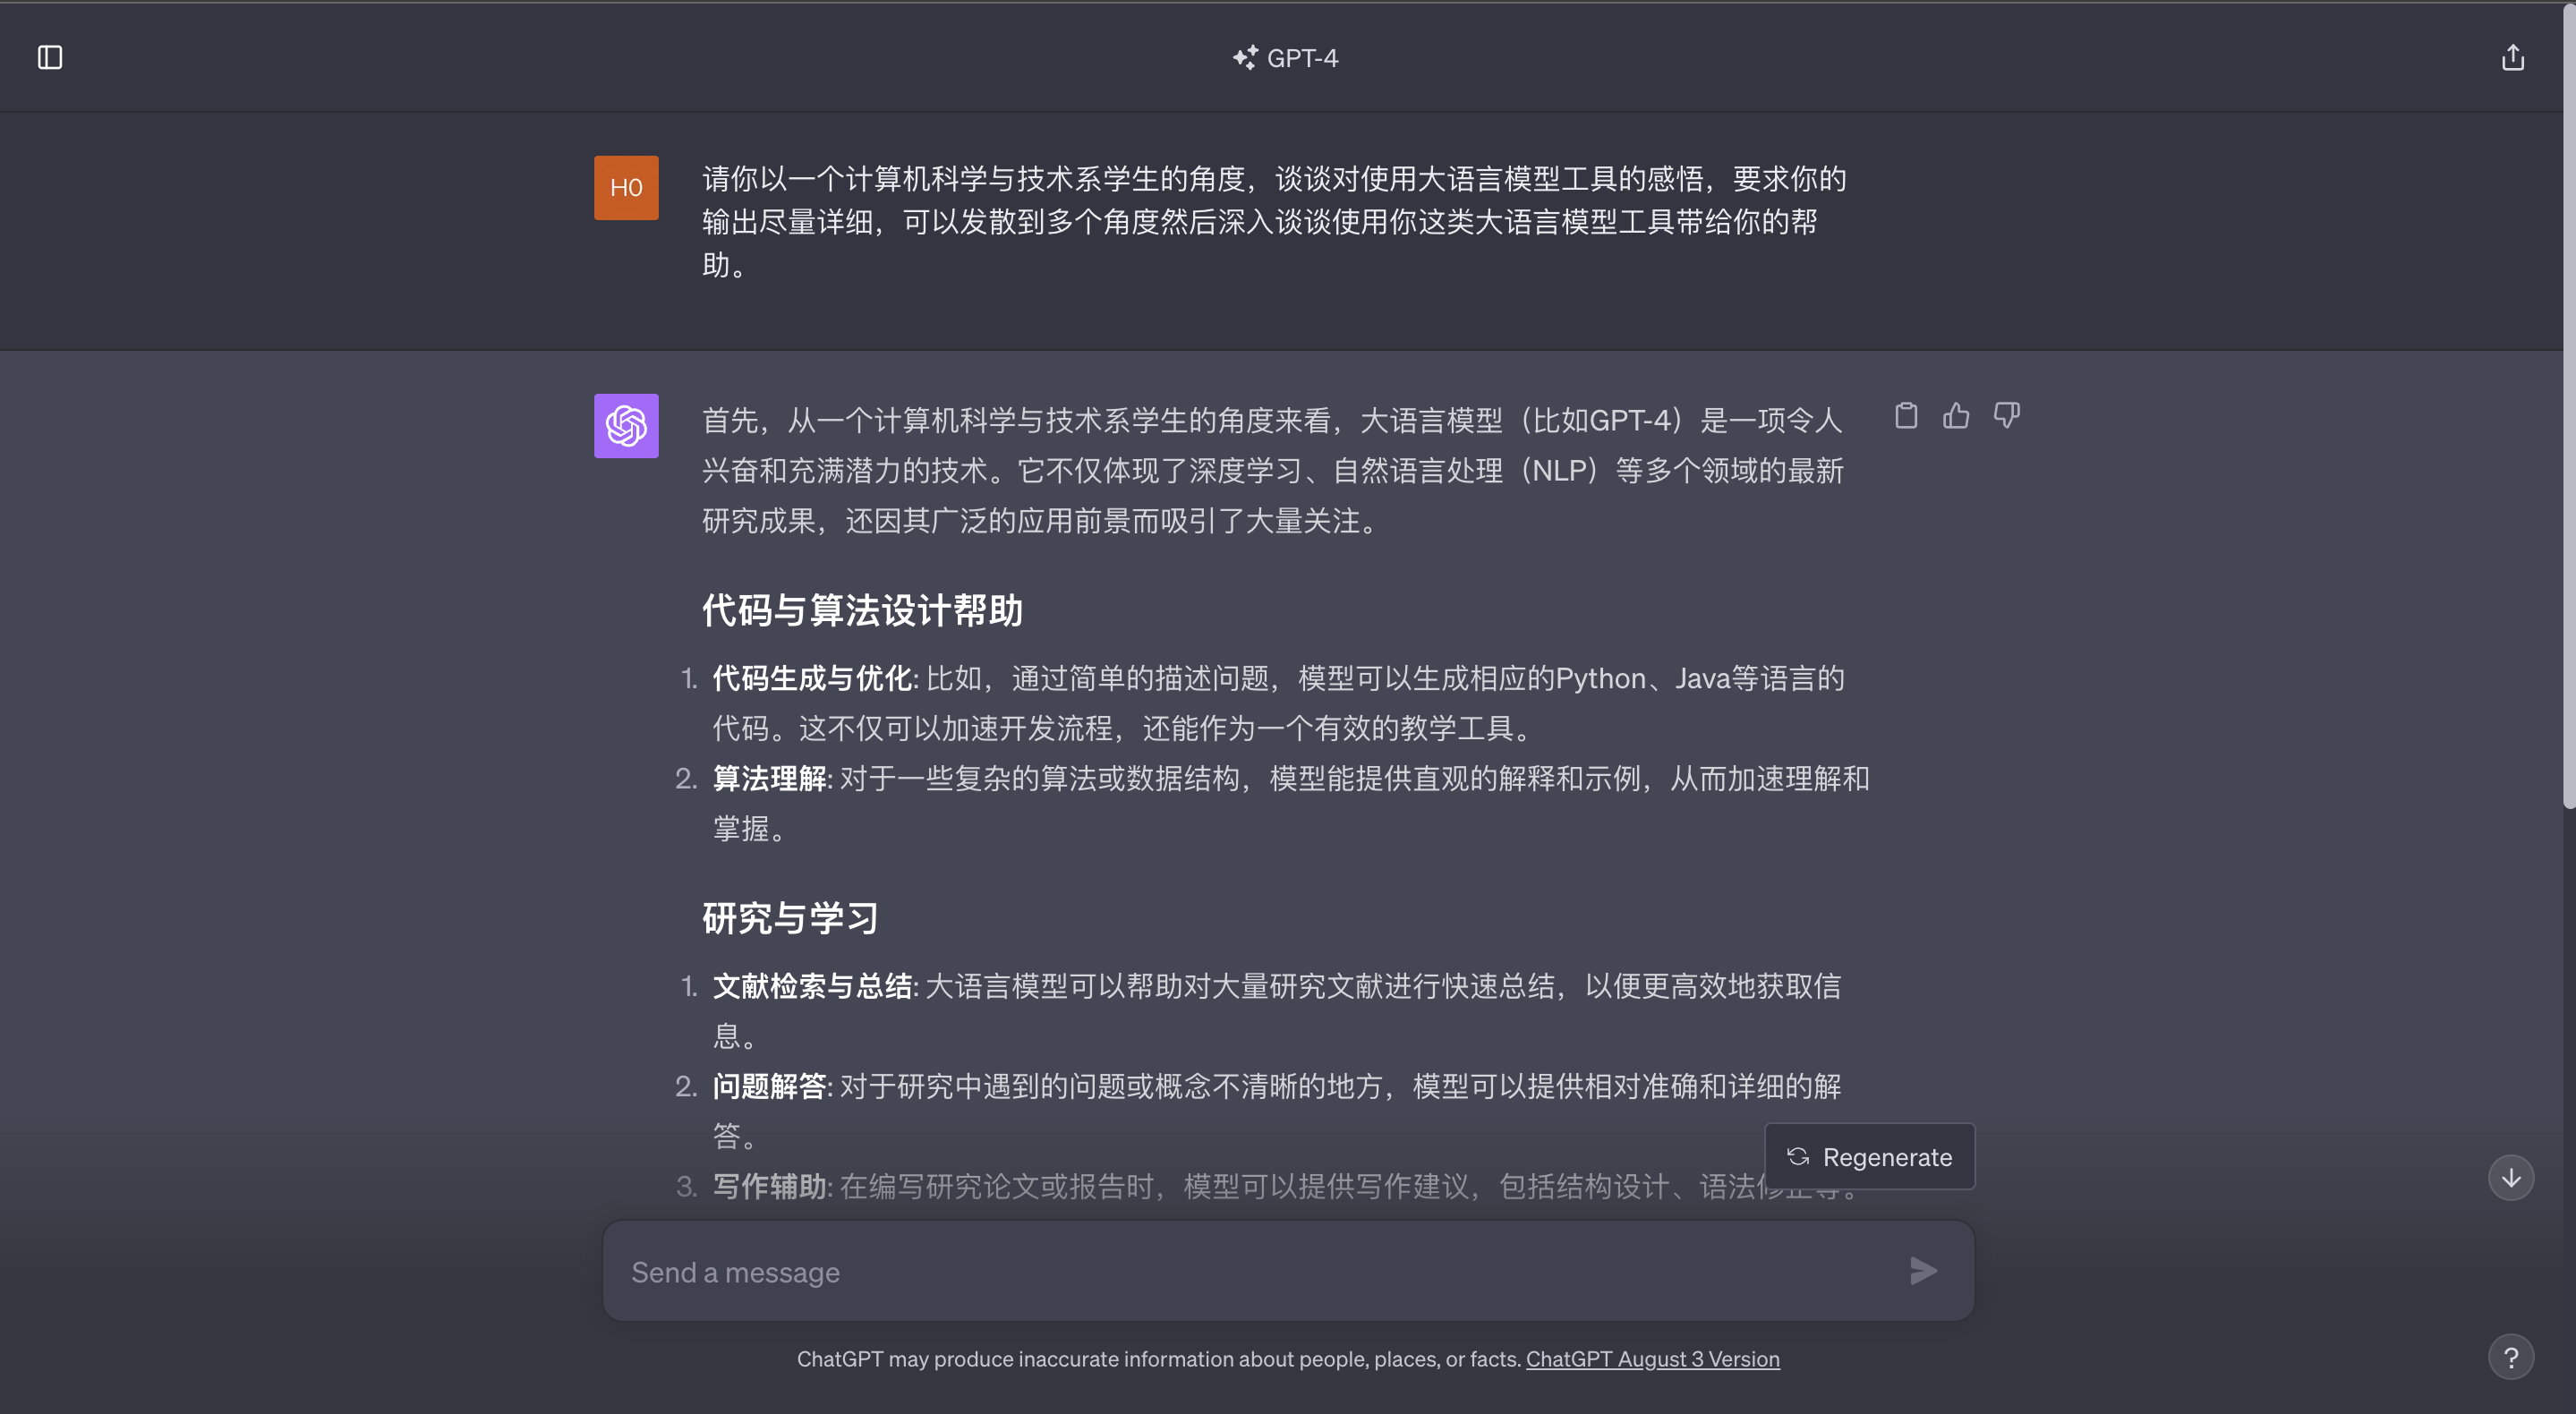 GPT-4
H0
请你以一个计算机科学与技术系学生的角度，谈谈对使用大语言模型工具的感悟，要求你的
输出尽量详细，可以发散到多个角度然后深入谈谈使用你这类大语言模型工具带给你的帮
助。
首先，从一个计算机科学与技术系学生的角度来看，大语言模型（比如GPT-4）是一项令人
兴奋和充满潜力的技术。它不仅体现了深度学习、自然语言处理（NLP）等多个领域的最新
研究成果，还因其广泛的应用前景而吸引了大量关注。
代码与算法设计帮助
1. 代码生成与优化: 比如，通过简单的描述问题，模型可以生成相应的Python、Java等语言的
代码。这不仅可以加速开发流程，还能作为一个有效的教学工具。
2. 算法理解: 对于一些复杂的算法或数据结构，模型能提供直观的解释和示例，从而加速理解和
掌握。
研究与学习
1. 文献检索与总结: 大语言模型可以帮助对大量研究文献进行快速总结，以便更高效地获取信
息。
2. 问题解答: 对于研究中遇到的问题或概念不清晰的地方，模型可以提供相对准确和详细的解
答。
3. 写作辅助: 在编写研究论文或报告时，模型可以提供写作建议，包括结构设计、语法修正等。
Regenerate
Send a message
ChatGPT may produce inaccurate information about people, places, or facts. ChatGPT August 3 Version
?